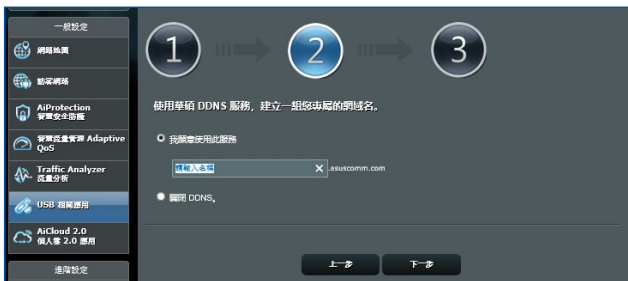 一般設定
1
2
3
網路地圖
訪客網路
使用華碩 DDNS 服務，建立一組您專屬的網域名。
AiProtection
智慧安全防護
我願意使用此服務
智慧流量管理 Adaptive
QoS
請輸入名稱
.asuscomm.com
Traffic Analyzer
流量分析
關閉 DDNS。
USB 相關應用
AiCloud 2.0
個人雲 2.0 應用
上一步
下一步
進階設定